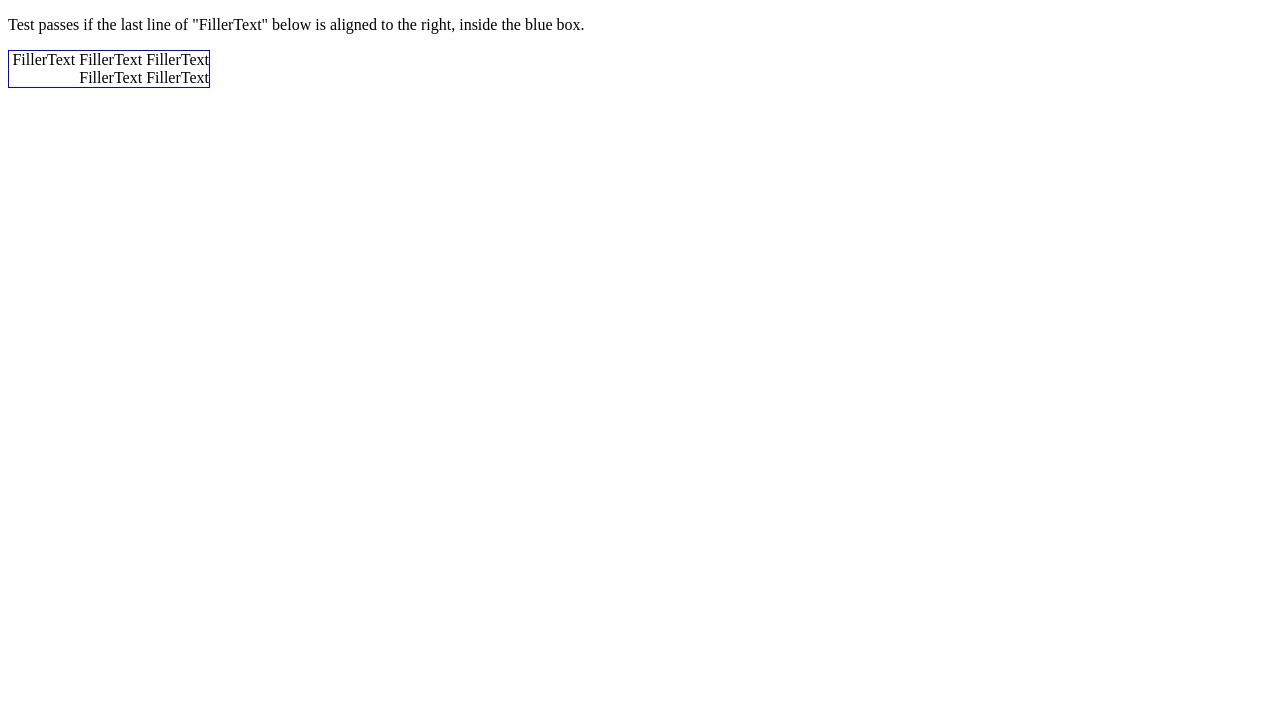 Test passes if the last line of "FillerText" below is aligned to the right, inside the blue box.
FillerText FillerText FillerText
FillerText FillerText